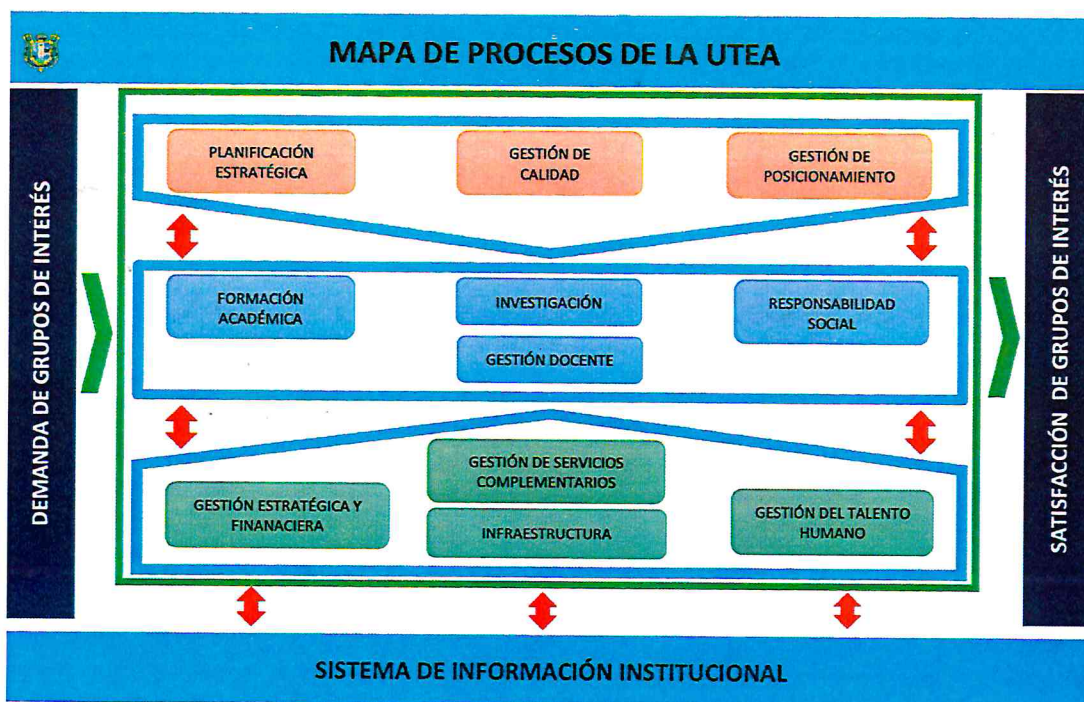 MAPA DE PROCESOS DE LA UTEA
DEMANDA DE GRUPOS DE INTERÉS
PLANIFICACIÓN
ESTRATÉGICA
GESTIÓN DE
CALIDAD
GESTIÓN DE
POSICIONAMIENTO
FORMACIÓN
ACADÉMICA
INVESTIGACIÓN
GESTIÓN DOCENTE
RESPONSABILIDAD
SOCIAL
GESTIÓN ESTRATÉGICA Y
FINANACIERA
GESTIÓN DE SERVICIOS
COMPLEMENTARIOS
INFRAESTRUCTURA
GESTIÓN DEL TALENTO
HUMANO
SATISFACCIÓN DE GRUPOS DE INTERÉS
SISTEMA DE INFORMACIÓN INSTITUCIONAL